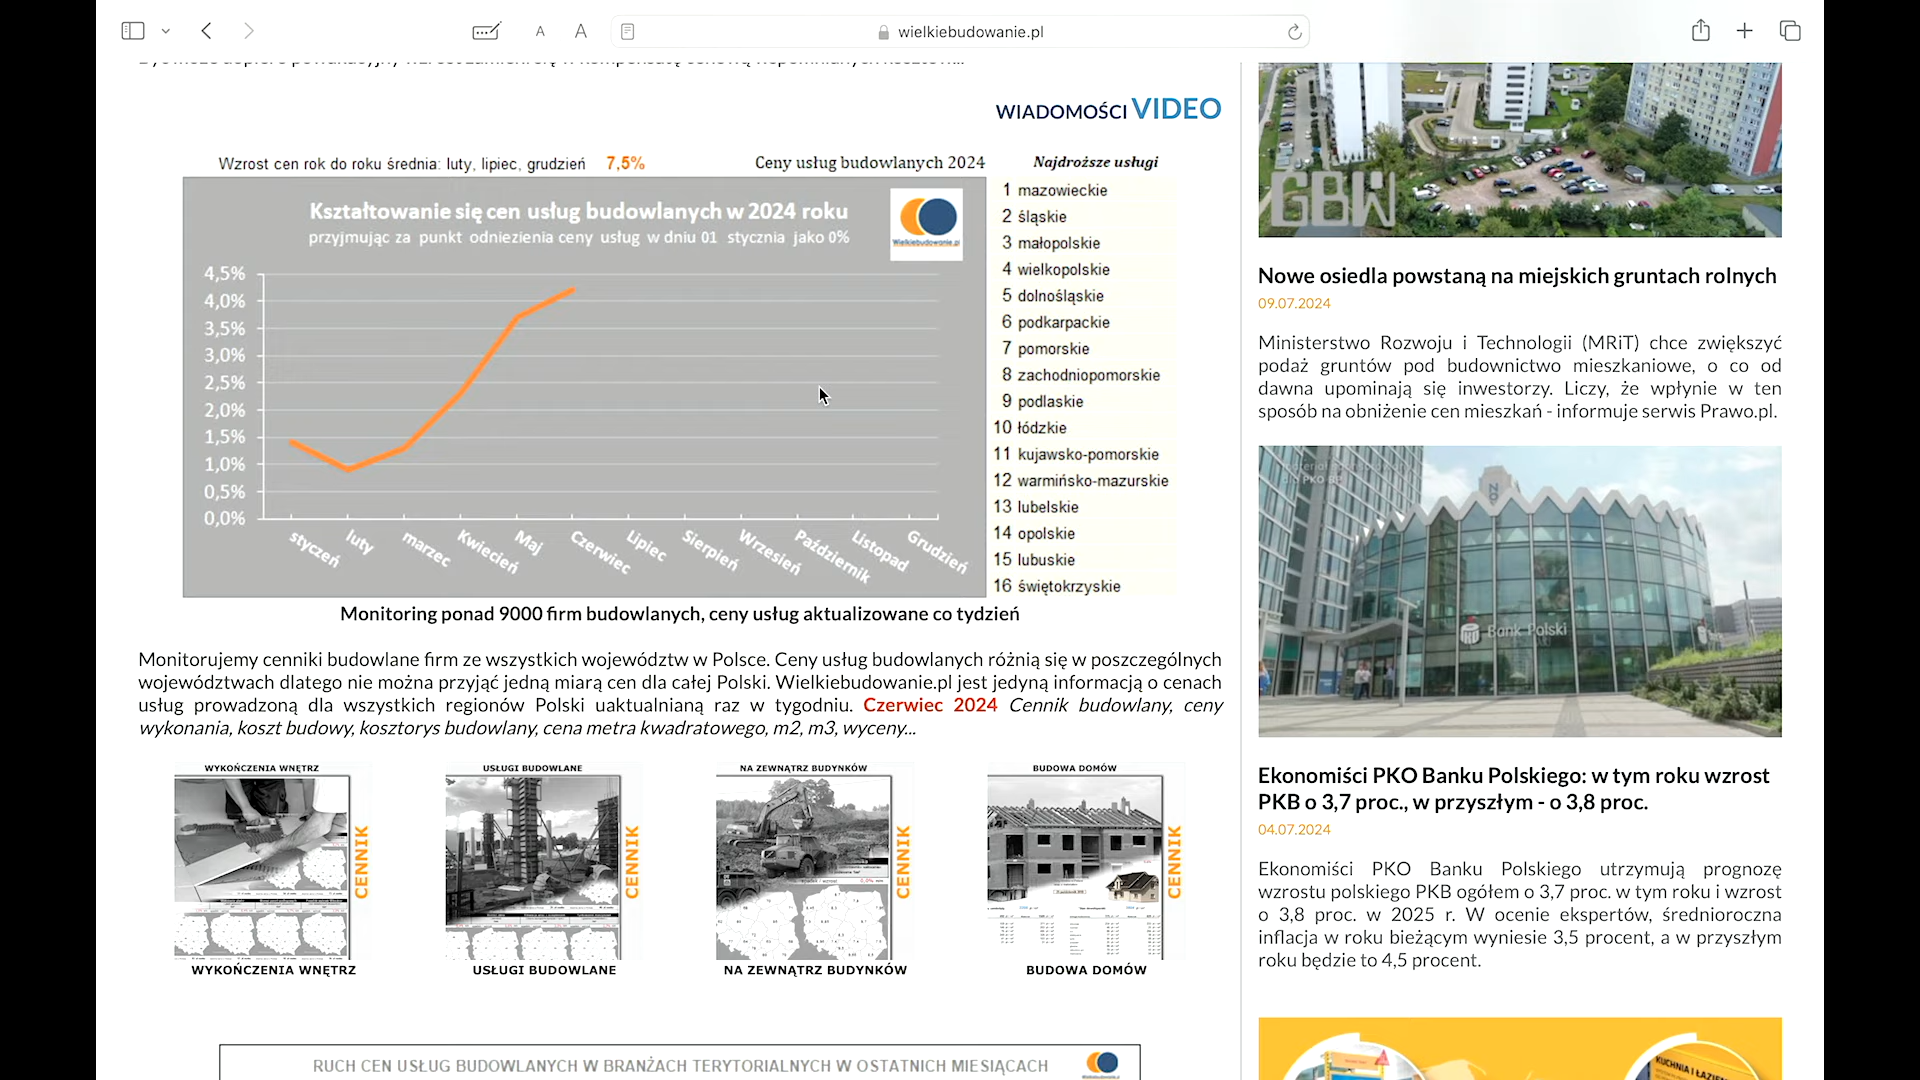 wielkiebudowanie.pl
WIADOMOŚCI VIDEO
Wzrost cen rok do roku średnia: luty, lipiec, grudzień 7,5%
Ceny usług budowlanych 2024
Kształtowanie się cen usług budowlanych w 2024 roku
przyjmując za punkt odniezienia ceny usług w dniu 01 stycznia jako 0%
Wielkiebudowanie.pl
4,5%
4,0%
3,5%
3,0%
2,5%
2,0%
1,5%
1,0%
0,5%
0,0%
styczeń
luty
marzec
Kwiecień
Maj
Czerwiec
Lipiec
Sierpień
Wrzesień
Październik
Listopad
Grudzień
Najdroższe usługi
1 mazowieckie
2 śląskie
3 małopolskie
4 wielkopolskie
5 dolnośląskie
6 podkarpackie
7 pomorskie
8 zachodniopomorskie
9 podlaskie
10 łódzkie
11 kujawsko-pomorskie
12 warmińsko-mazurskie
13 lubelskie
14 opolskie
15 lubuskie
16 świętokrzyskie
Monitoring ponad 9000 firm budowlanych, ceny usług aktualizowane co tydzień
Monitorujemy cenniki budowlane firm ze wszystkich województw w Polsce. Ceny usług budowlanych różnią się w poszczególnych
województwach dlatego nie można przyjąć jedną miarą cen dla całej Polski. Wielkiebudowanie.pl jest jedyną informacją o cenach
usług prowadzoną dla wszystkich regionów Polski uaktualnianą raz w tygodniu. Czerwiec 2024 Cennik budowlany, ceny
wykonania, koszt budowy, kosztorys budowlany, cena metra kwadratowego, m2, m3, wyceny...
WYKOŃCZENIA WNĘTRZ
CENNIK
WYKOŃCZENIA WNĘTRZ
USŁUGI BUDOWLANE
CENNIK
USŁUGI BUDOWLANE
NA ZEWNĄTRZ BUDYNKÓW
CENNIK
NA ZEWNĄTRZ BUDYNKÓW
BUDOWA DOMÓW
CENNIK
BUDOWA DOMÓW
RUCH CEN USŁUG BUDOWLANYCH W BRANŻACH TERYTORIALNYCH W OSTATNICH MIESIĄCACH
GBW
Nowe osiedla powstaną na miejskich gruntach rolnych
09.07.2024
Ministerstwo Rozwoju i Technologii (MRiT) chce zwiększyć
podaż gruntów pod budownictwo mieszkaniowe, o co od
dawna upominają się inwestorzy. Liczy, że wpłynie w ten
sposób na obniżenie cen mieszkań - informuje serwis Prawo.pl.
Bank Polski
Ekonomiści PKO Banku Polskiego: w tym roku wzrost
PKB o 3,7 proc., w przyszłym - o 3,8 proc.
04.07.2024
Ekonomiści PKO Banku Polskiego utrzymują prognozę
wzrostu polskiego PKB ogółem o 3,7 proc. w tym roku i wzrost
o 3,8 proc. w 2025 r. W ocenie ekspertów, średnioroczna
inflacja w roku bieżącym wyniesie 3,5 procent, a w przyszłym
roku będzie to 4,5 procent.
KUCHNIA I ŁAZIEN